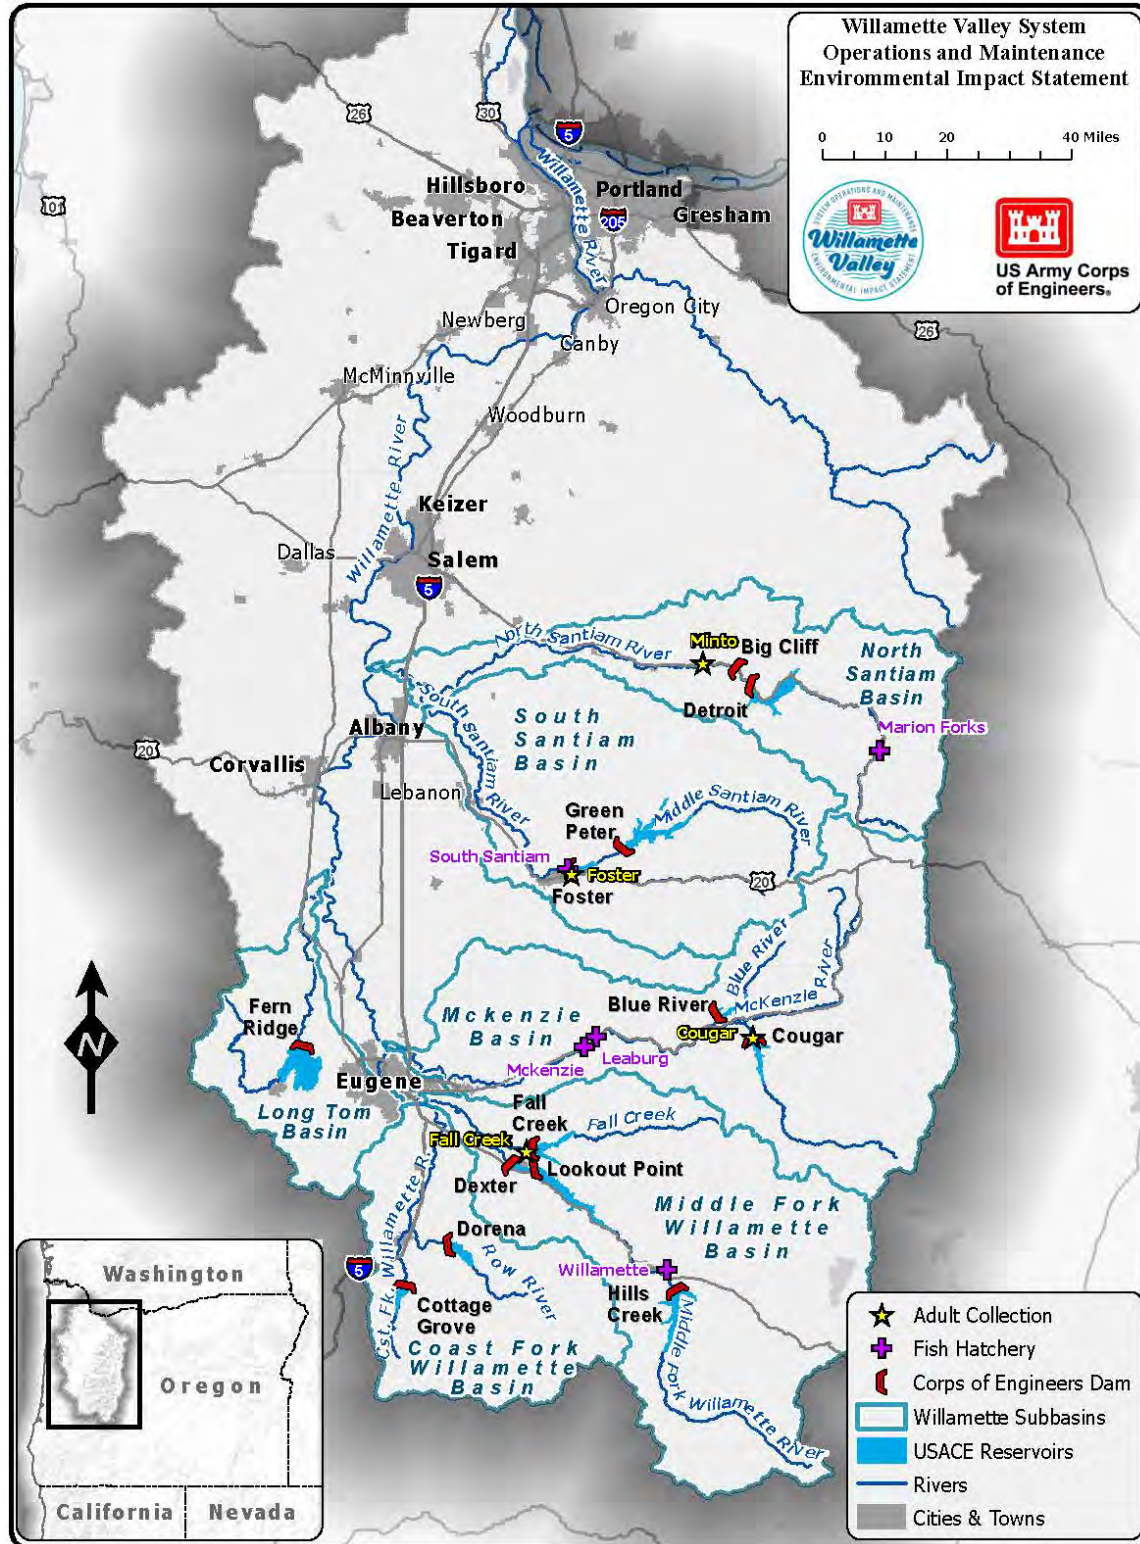 Willamette Valley System
Operations and Maintenance
Environmental Impact Statement
0 10 20 40 Miles
SYSTEM OPERATIONS AND MAINTENANCE
Willamette
Valley
ENVIRONMENTAL IMPACT STATEMENT
US Army Corps
of Engineers®
26
30
5
101
Hillsboro
Portland
Beaverton
205
Gresham
Tigard
Willamette River
Oregon City
26
Newberg
Canby
McMinnville
Woodburn
Willamette River
Keizer
Dallas
Salem
5
North Santiam River
Minto
Big Cliff
North
Santiam
Basin
Detroit
Marion Forks
South Santiam River
South
Santiam
Basin
Albany
20
Corvallis
Lebanon
Green
Peter
Middle Santiam River
South Santiam
Foster
Foster
20
Blue River
McKenzie River
Blue River
Fern
Ridge
Mckenzie
Basin
Cougar
Cougar
Leaburg
Mckenzie
Eugene
Long Tom
Basin
Fall
Creek
Fall Creek
Fall Creek
Lookout Point
Dexter
Middle Fork
Willamette
Basin
Cst. Fk. Willamette R.
Dorena
Row River
Willamette
Hills
Creek
5
Cottage
Grove
Coast Fork
Willamette
Basin
Middle Fork Willamette River
N
Washington
Oregon
California
Nevada
Adult Collection
Fish Hatchery
Corps of Engineers Dam
Willamette Subbasins
USACE Reservoirs
Rivers
Cities & Towns